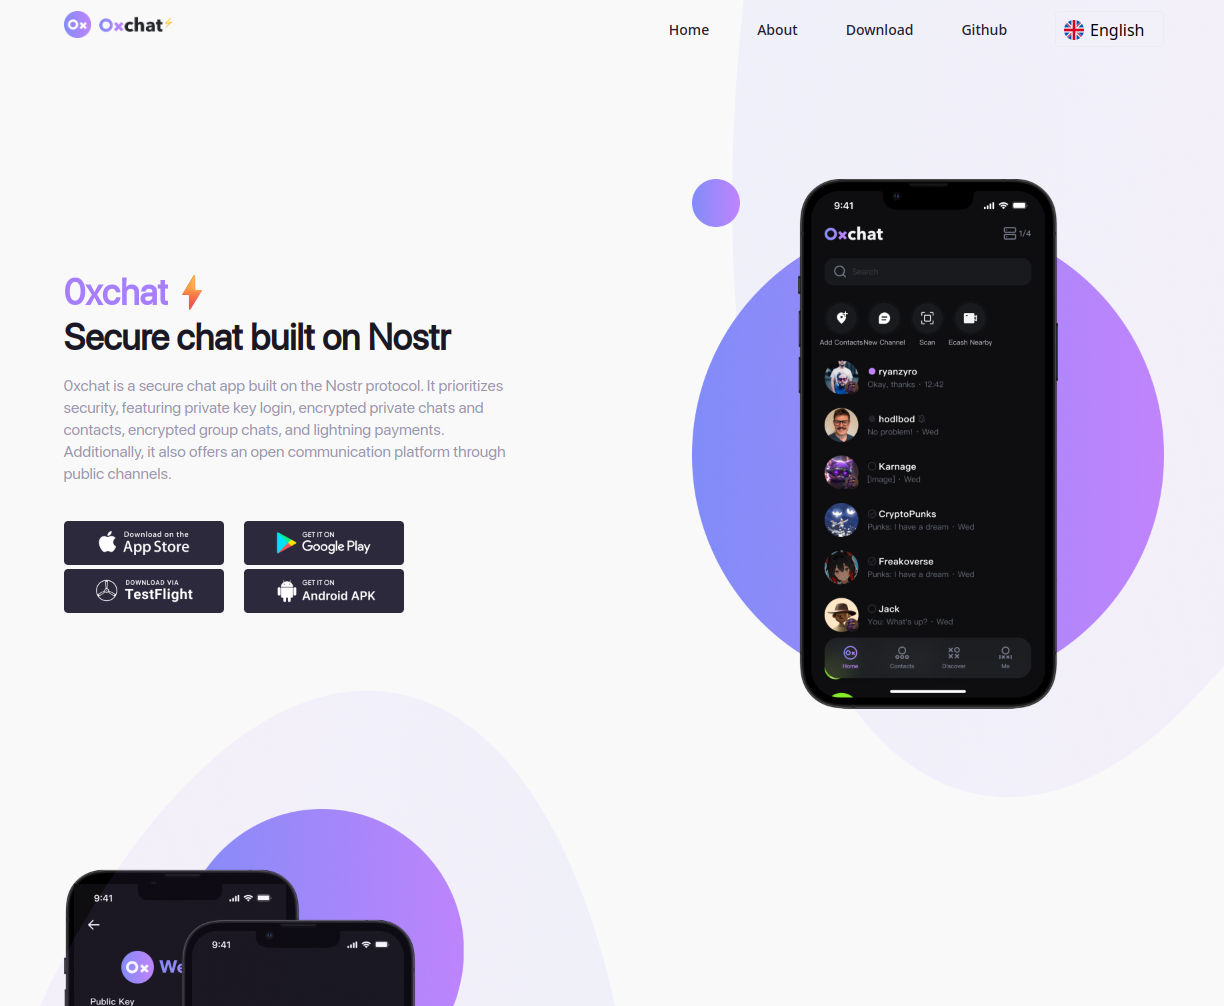 0xchat
Home
About
Download
Github
English
0xchat
Secure chat built on Nostr
0xchat is a secure chat app built on the Nostr protocol. It prioritizes
security, featuring private key login, encrypted private chats and
contacts, encrypted group chats, and lightning payments.
Additionally, it also offers an open communication platform through
public channels.
Download on the
App Store
GET IT ON
Google Play
DOWNLOAD VIA
TestFlight
GET IT ON
Android APK
9:41
0xchat
1/4
Search
Add Contacts
New Channel
Scan
Ecash Nearby
ryanzyro
Okay, thanks · 12:42
hodlbod
No problem! · Wed
Karnage
[Image] · Wed
CryptoPunks
Punks: I have a dream · Wed
Freakoverse
Punks: I have a dream · Wed
Jack
You: What's up? · Wed
Home
Contacts
Discover
Me
9:41
0x We
Public Key
9:41